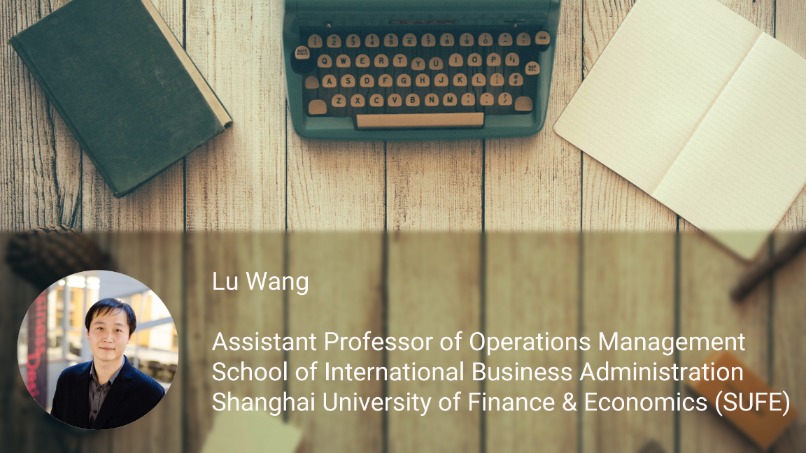 Lu Wang
Assistant Professor of Operations Management
School of International Business Administration
Shanghai University of Finance & Economics (SUFE)